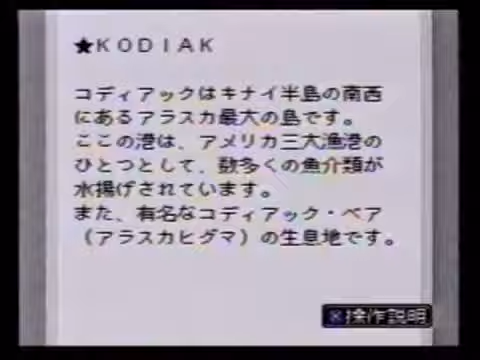 ★KODIAK
コディアックはキナイ半島の南西
にあるアラスカ最大の島です。
ここの港は、アメリカ三大漁港の
ひとつとして、数多くの魚介類が
水揚げされています。
また、有名なコディアック・ベア
（アラスカヒグマ）の生息地です。
※操作説明